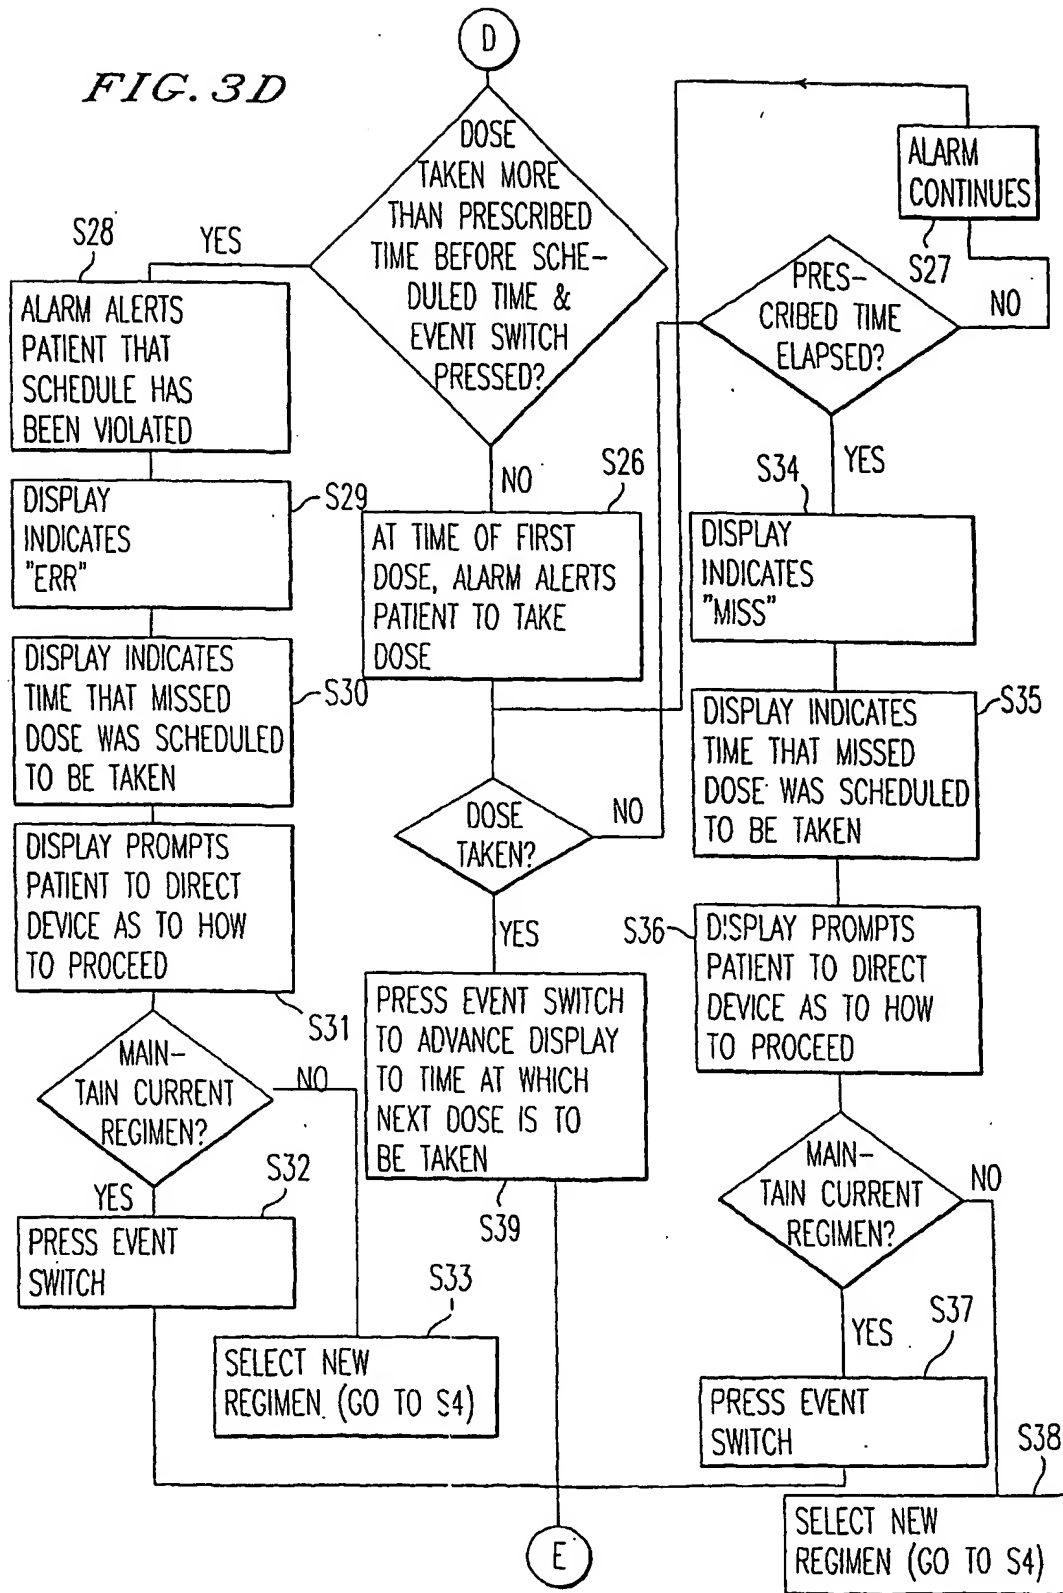 FIG. 3D
D
DOSE
TAKEN MORE
THAN PRESCRIBED
TIME BEFORE SCHE-
DULED TIME &
EVENT SWITCH
PRESSED?
YES
S28
ALARM ALERTS
PATIENT THAT
SCHEDULE HAS
BEEN VIOLATED
S29
DISPLAY
INDICATES
"ERR"
S30
DISPLAY INDICATES
TIME THAT MISSED
DOSE WAS SCHEDULED
TO BE TAKEN
DISPLAY PROMPTS
PATIENT TO DIRECT
DEVICE AS TO HOW
TO PROCEED
S31
MAIN-
TAIN CURRENT
REGIMEN?
NO
YES
S32
PRESS EVENT
SWITCH
S33
SELECT NEW
REGIMEN. (GO TO S4)
NO
S26
AT TIME OF FIRST
DOSE, ALARM ALERTS
PATIENT TO TAKE
DOSE
DOSE
TAKEN?
NO
YES
PRESS EVENT SWITCH
TO ADVANCE DISPLAY
TO TIME AT WHICH
NEXT DOSE IS TO
BE TAKEN
S39
ALARM
CONTINUES
S27
PRES-
CRIBED TIME
ELAPSED?
NO
YES
S34
DISPLAY
INDICATES
"MISS"
S35
DISPLAY INDICATES
TIME THAT MISSED
DOSE WAS SCHEDULED
TO BE TAKEN
S36
DISPLAY PROMPTS
PATIENT TO DIRECT
DEVICE AS TO HOW
TO PROCEED
MAIN-
TAIN CURRENT
REGIMEN?
NO
YES
S37
PRESS EVENT
SWITCH
S38
SELECT NEW
REGIMEN (GO TO S4)
E